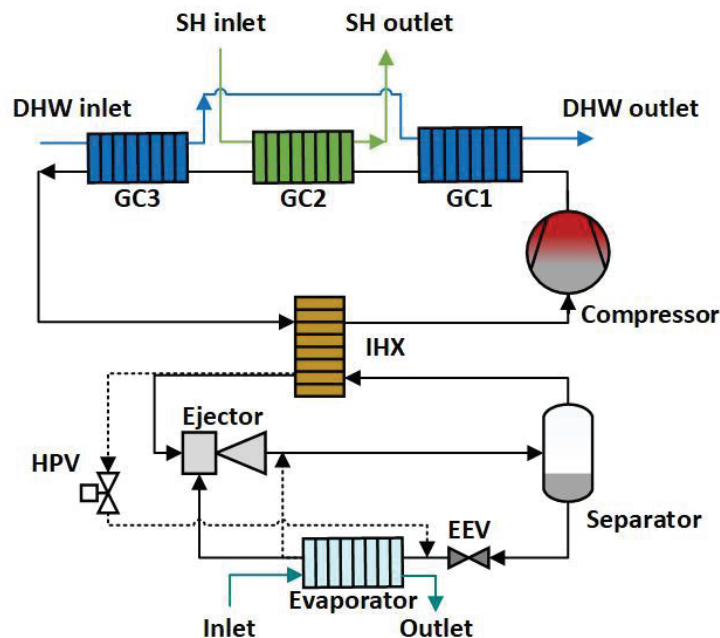 SH inlet
SH outlet
DHW inlet
DHW outlet
GC3
GC2
GC1
Compressor
IHX
Ejector
HPV
EEV
Separator
Evaporator
Inlet
Outlet